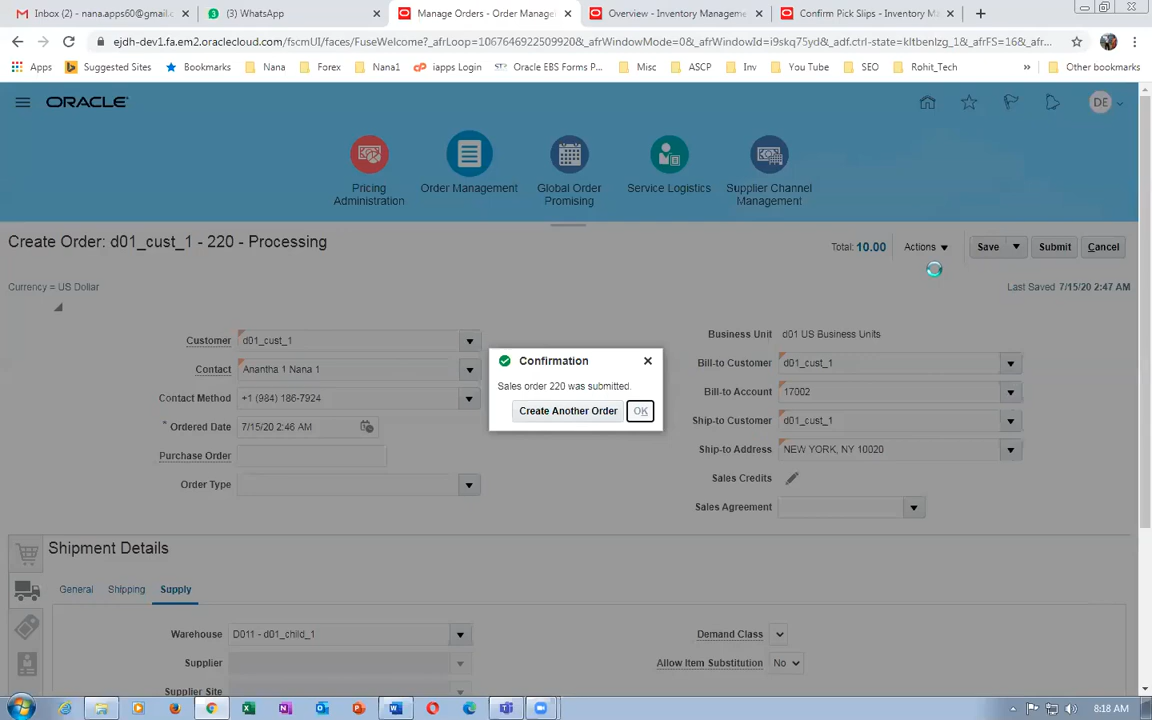 Inbox (2) - nana.apps60@gmail.c
(3) WhatsApp
Manage Orders - Order Manage
Overview - Inventory Manageme
Confirm Pick Slips - Inventory M
ejdh-dev1.fa.em2.oraclecloud.com/fscmUI/faces/FuseWelcome?_afrLoop=1067646922509920&_afrWindowMode=0&_afrWindowId=i9skq75yd&_adf.ctrl-state=kltbenlzg_1&_afrFS=16&_afr...
Apps Suggested Sites Bookmarks Nana Forex Nana1 iapps Login Oracle EBS Forms P... Misc ASCP Inv You Tube SEO Rohit_Tech » Other bookmarks
ORACLE
DE
Pricing Administration
Order Management
Global Order Promising
Service Logistics
Supplier Channel Management
Create Order: d01_cust_1 - 220 - Processing
Total: 10.00 Actions Save Submit Cancel
Currency = US Dollar
Last Saved 7/15/20 2:47 AM
Customer d01_cust_1
Contact Anantha 1 Nana 1
Contact Method +1 (984) 186-7924
* Ordered Date 7/15/20 2:46 AM
Purchase Order
Order Type
Business Unit d01 US Business Units
Bill-to Customer d01_cust_1
Bill-to Account 17002
Ship-to Customer d01_cust_1
Ship-to Address NEW YORK, NY 10020
Sales Credits
Sales Agreement
Confirmation
Sales order 220 was submitted.
Create Another Order OK
Shipment Details
General Shipping Supply
Warehouse D011 - d01_child_1
Supplier
Supplier Site
Demand Class
Allow Item Substitution No
8:18 AM